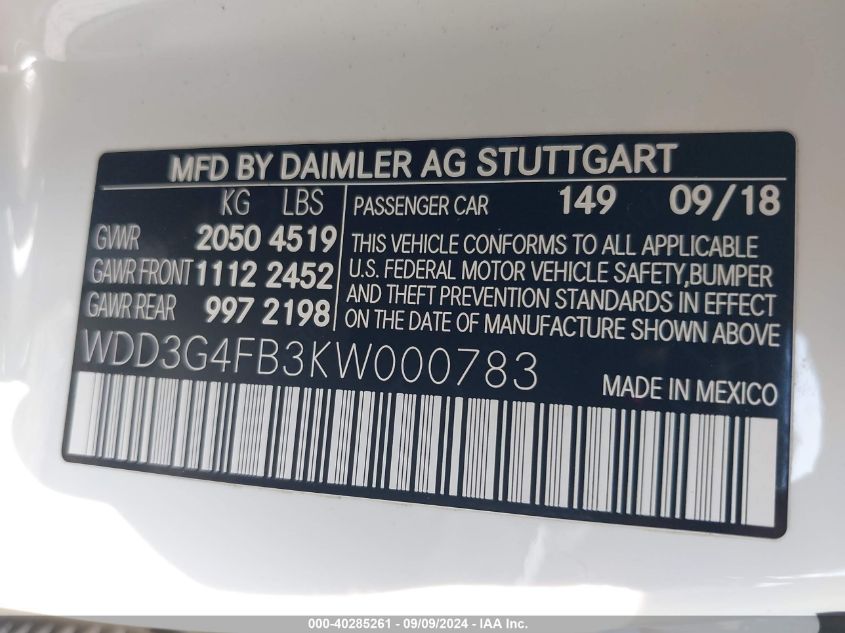 MFD BY DAIMLER AG STUTTGART
KG LBS
GVWR 2050 4519
GAWR FRONT 1112 2452
GAWR REAR 997 2198
PASSENGER CAR 149 09/18
THIS VEHICLE CONFORMS TO ALL APPLICABLE
U.S. FEDERAL MOTOR VEHICLE SAFETY,BUMPER
AND THEFT PREVENTION STANDARDS IN EFFECT
ON THE DATE OF MANUFACTURE SHOWN ABOVE
WDD3G4FB3KW000783
MADE IN MEXICO
000-40285261 - 09/09/2024 - IAA Inc.